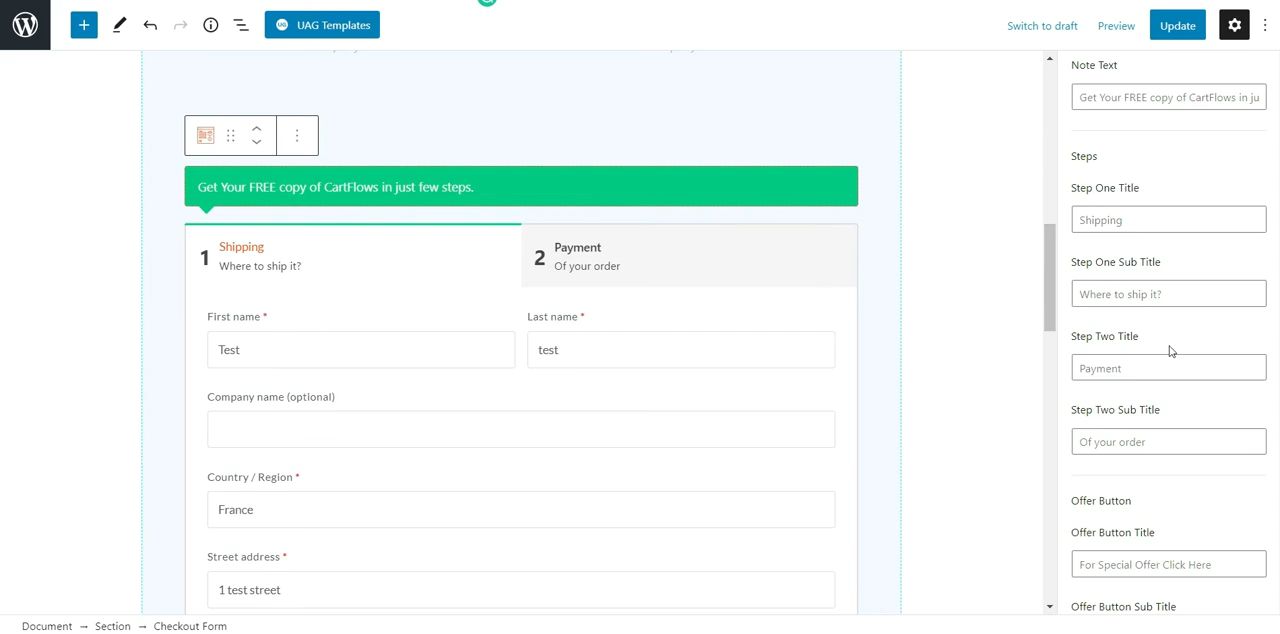 UAG Templates
Switch to draft
Preview
Update
Get Your FREE copy of CartFlows in just few steps.
1
Shipping
Where to ship it?
2
Payment
Of your order
First name *
Last name *
Test
test
Company name (optional)
Country / Region *
France
Street address *
1 test street
Note Text
Get Your FREE copy of CartFlows in ju
Steps
Step One Title
Shipping
Step One Sub Title
Where to ship it?
Step Two Title
Payment
Step Two Sub Title
Of your order
Offer Button
Offer Button Title
For Special Offer Click Here
Offer Button Sub Title
Document → Section → Checkout Form